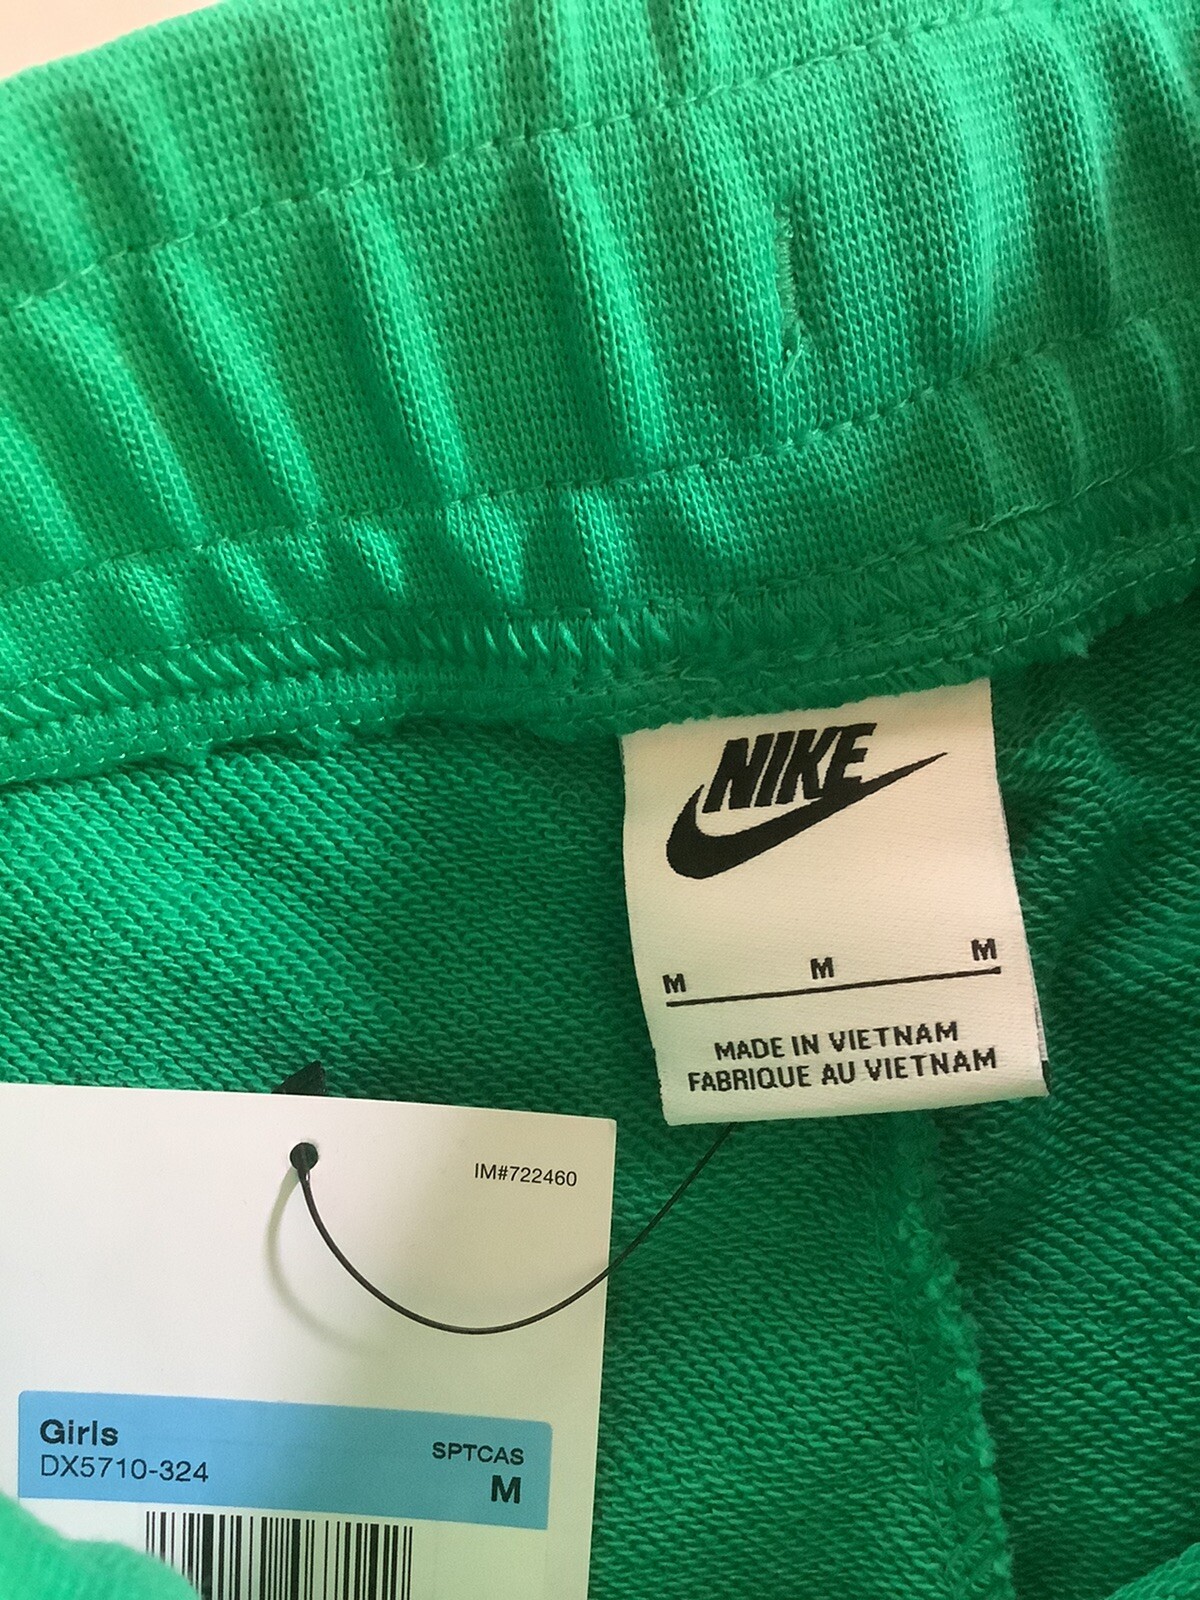 NIKE
M M M
MADE IN VIETNAM
FABRIQUE AU VIETNAM
IM#722460
Girls SPTCAS
DX5710-324 M